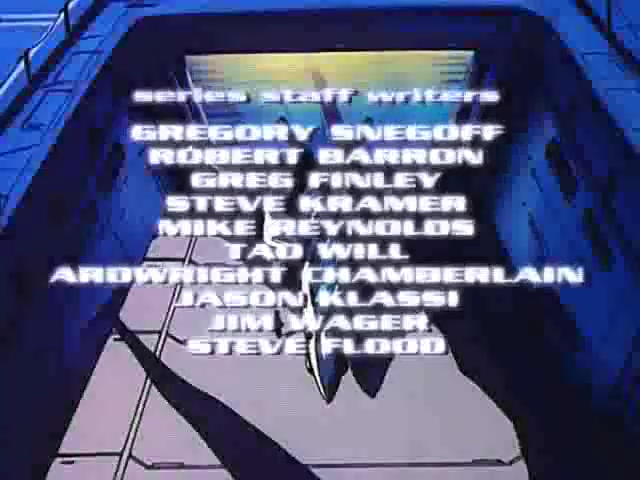 series staff writers
GREGORY SNEGOFF
ROBERT BARRON
GREG FINLEY
STEVE KRAMER
MIKE REYNOLDS
TAO WILL
ARDWRIGHT CHAMBERLAIN
JASON KLASSI
JIM WAGER
STEVE FLOOD